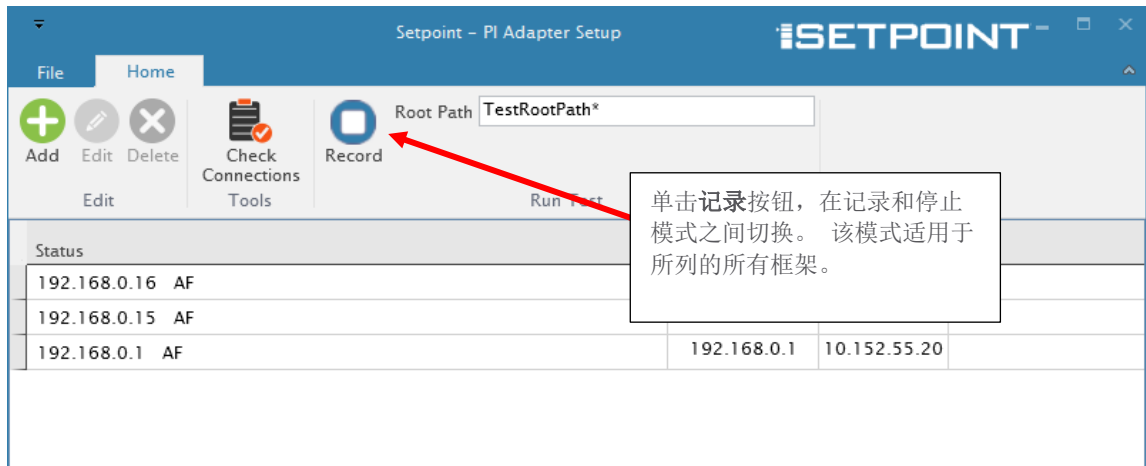 Setpoint – PI Adapter Setup
SETPOINT
File
Home
Root Path
TestRootPath*
Add
Edit
Delete
Check
Connections
Record
Edit
Tools
Run Test
单击记录按钮，在记录和停止
模式之间切换。 该模式适用于
所列的所有框架。
Status
192.168.0.16 AF
192.168.0.15 AF
192.168.0.1 AF
192.168.0.1
10.152.55.20